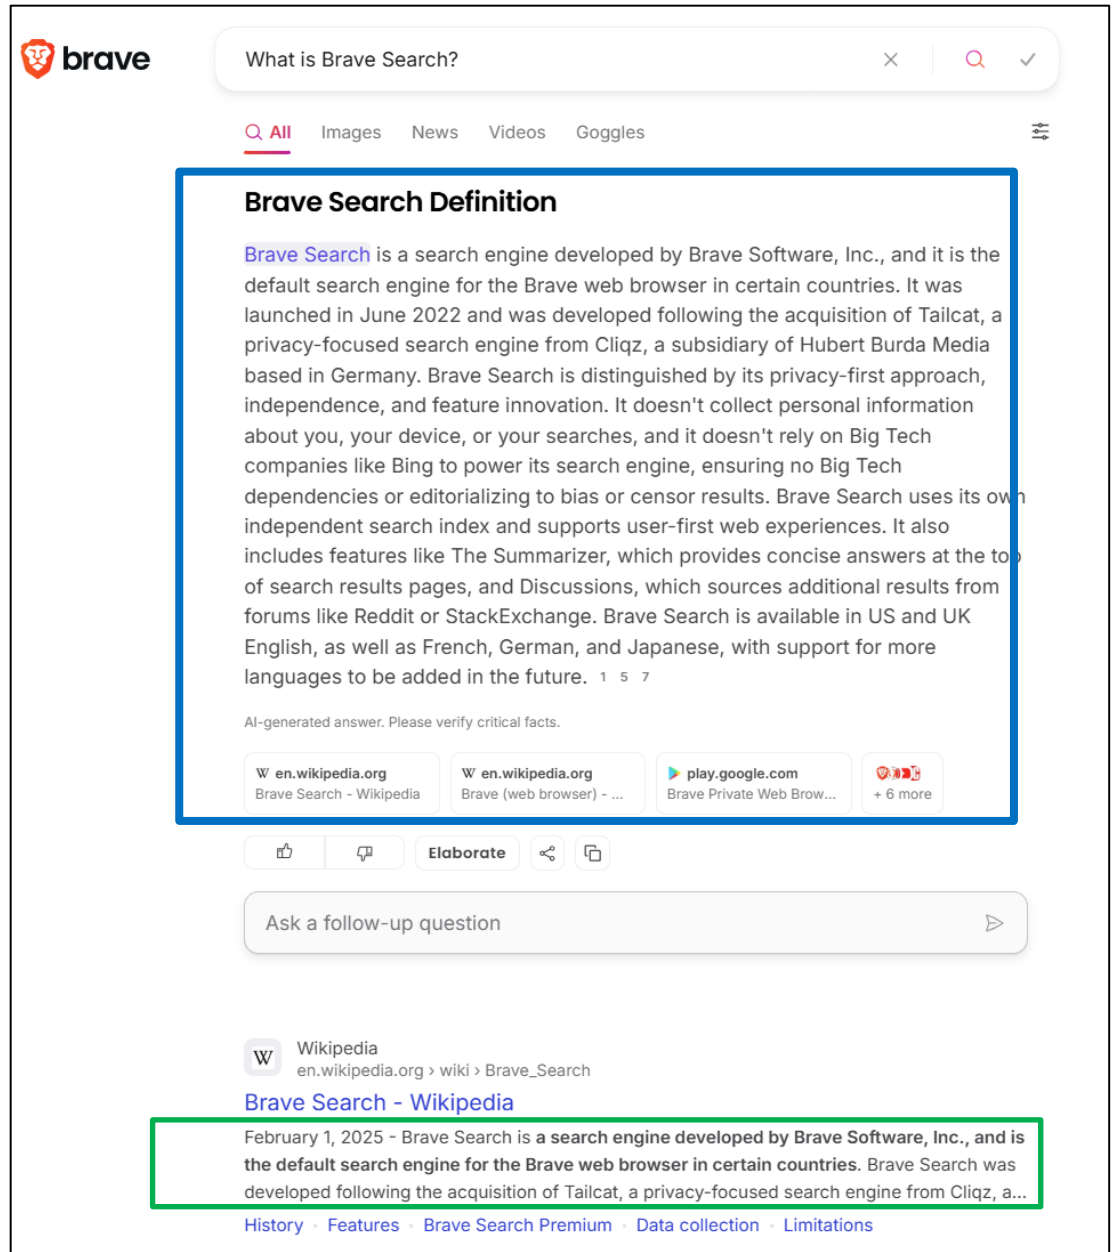 brave
What is Brave Search?
All Images News Videos Goggles
Brave Search Definition
Brave Search is a search engine developed by Brave Software, Inc., and it is the
default search engine for the Brave web browser in certain countries. It was
launched in June 2022 and was developed following the acquisition of Tailcat, a
privacy-focused search engine from Cliqz, a subsidiary of Hubert Burda Media
based in Germany. Brave Search is distinguished by its privacy-first approach,
independence, and feature innovation. It doesn't collect personal information
about you, your device, or your searches, and it doesn't rely on Big Tech
companies like Bing to power its search engine, ensuring no Big Tech
dependencies or editorializing to bias or censor results. Brave Search uses its own
independent search index and supports user-first web experiences. It also
includes features like The Summarizer, which provides concise answers at the top
of search results pages, and Discussions, which sources additional results from
forums like Reddit or StackExchange. Brave Search is available in US and UK
English, as well as French, German, and Japanese, with support for more
languages to be added in the future. 1 5 7
AI-generated answer. Please verify critical facts.
W en.wikipedia.org W en.wikipedia.org play.google.com
Brave Search - Wikipedia Brave (web browser) - ... Brave Private Web Brow... + 6 more
Elaborate
Ask a follow-up question
W Wikipedia
en.wikipedia.org › wiki › Brave_Search
Brave Search - Wikipedia
February 1, 2025 - Brave Search is a search engine developed by Brave Software, Inc., and is
the default search engine for the Brave web browser in certain countries. Brave Search was
developed following the acquisition of Tailcat, a privacy-focused search engine from Cliqz, a...
History · Features · Brave Search Premium · Data collection · Limitations